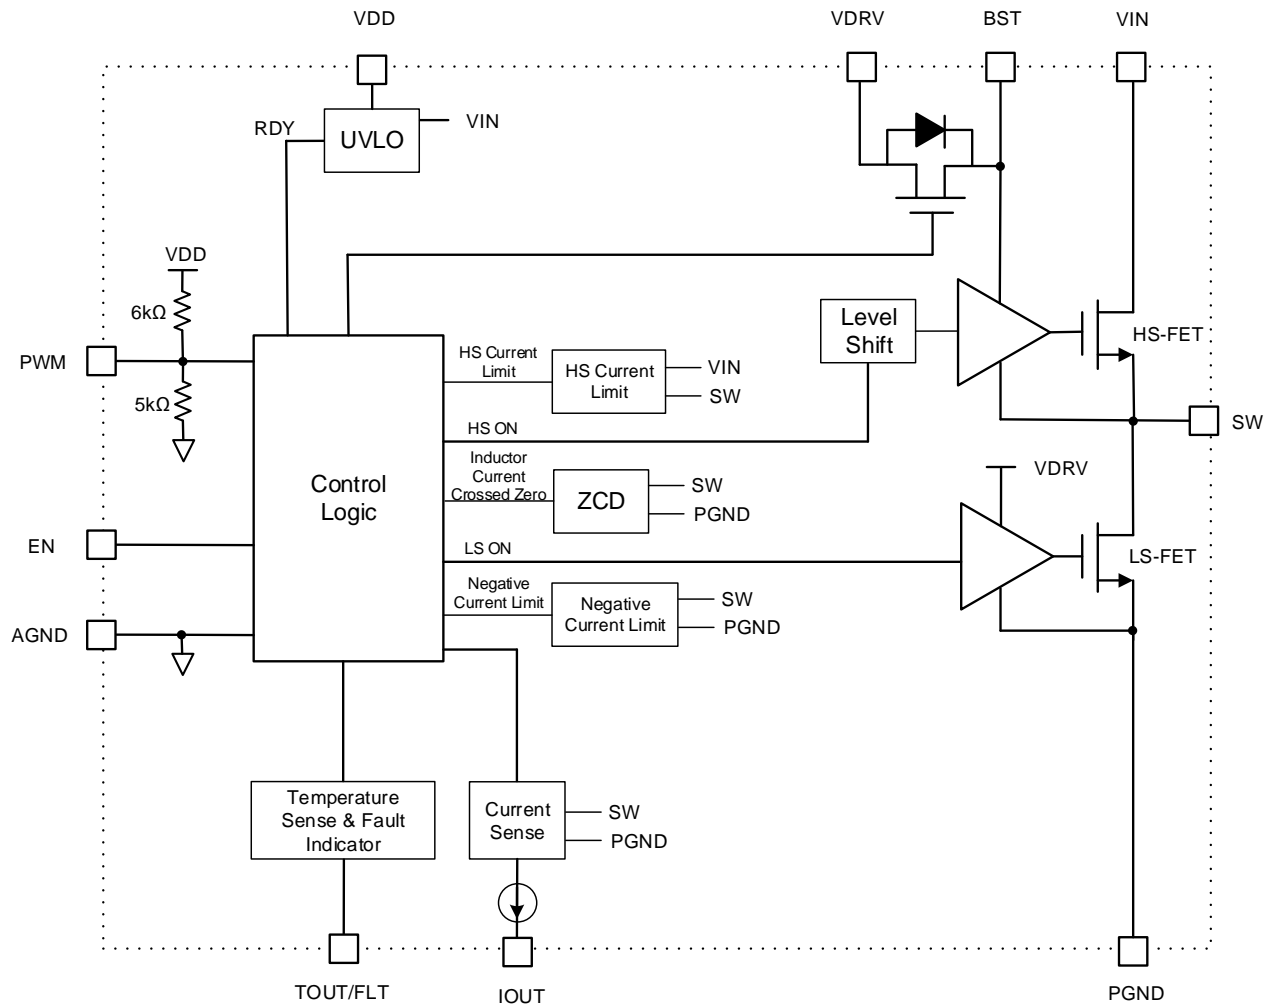 VDD
VDRV
BST
VIN
RDY
UVLO
VIN
VDD
6kΩ
PWM
5kΩ
Level
Shift
HS-FET
HS Current
Limit
HS Current
Limit
VIN
SW
HS ON
SW
Inductor
Current
Crossed Zero
ZCD
SW
PGND
VDRV
Control
Logic
EN
LS ON
LS-FET
Negative
Current Limit
Negative
Current Limit
SW
PGND
AGND
Temperature
Sense & Fault
Indicator
Current
Sense
SW
PGND
TOUT/FLT
IOUT
PGND